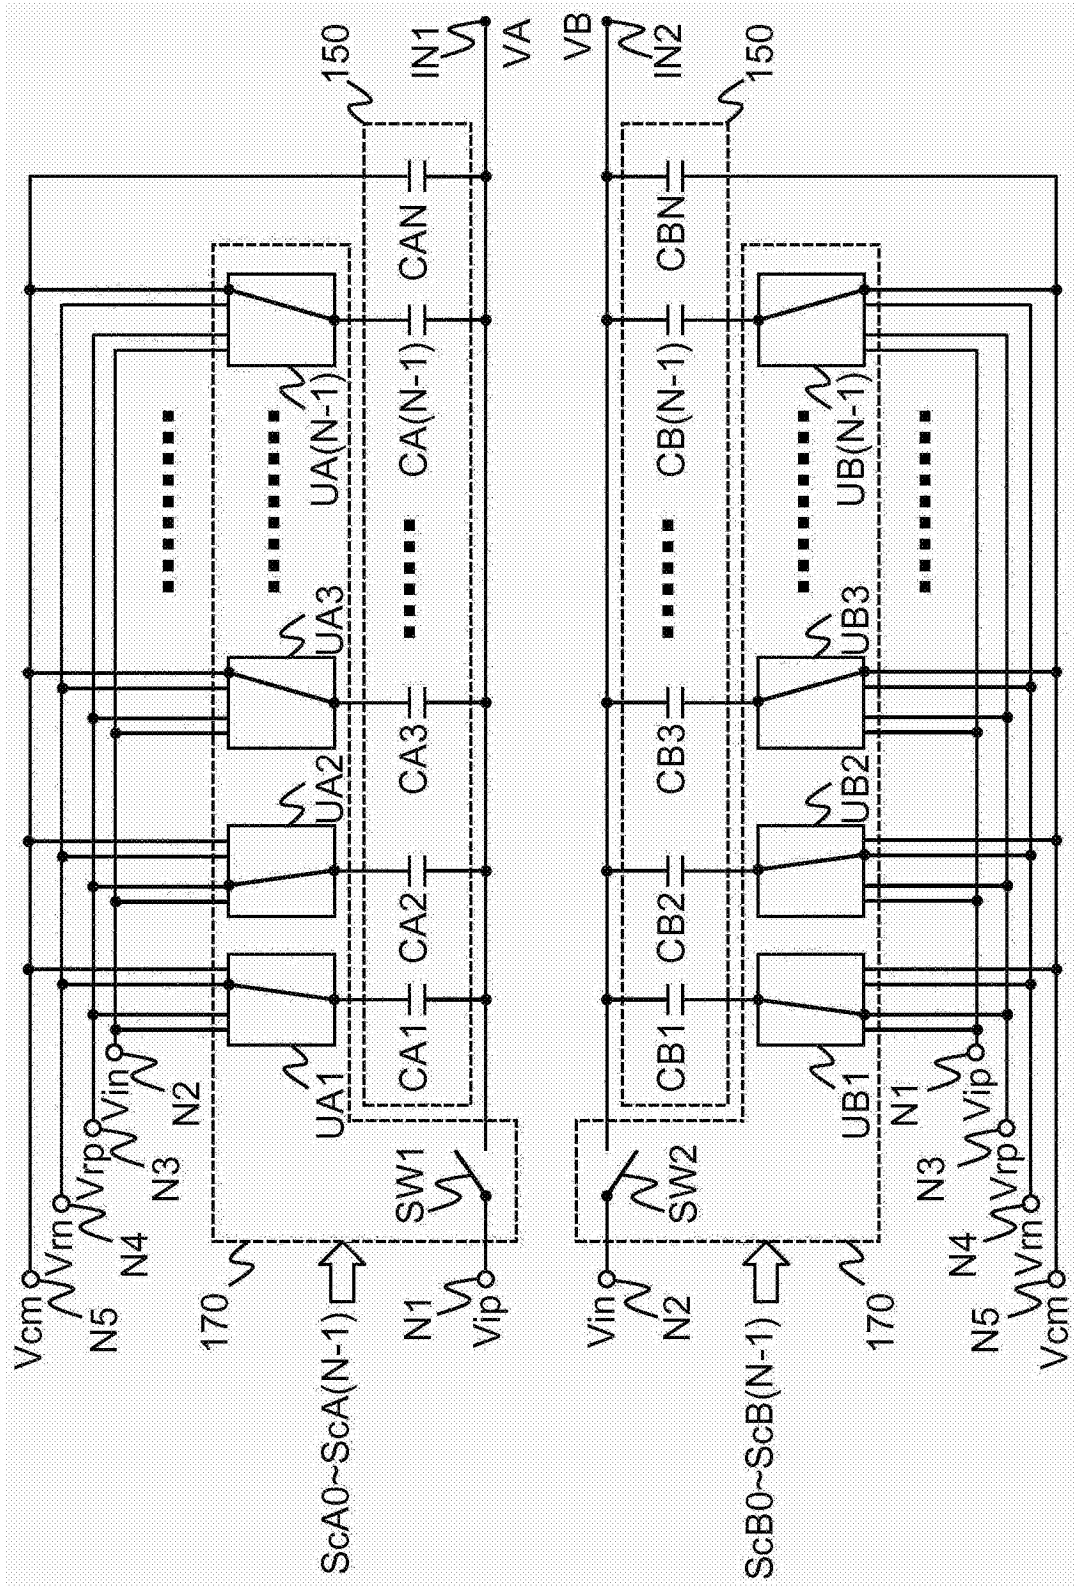 Vcm
N5
Vrn
N4
Vrp
N3
Vin
N2
170
ScA0~ScA(N-1)
UA1
UA2
UA3
UA(N-1)
150
CA1
CA2
CA3
CA(N-1)
CAN
SW1
N1
Vip
IN1
VA
VB
IN2
Vin
N2
SW2
CB1
CB2
CB3
CB(N-1)
CBN
150
ScB0~ScB(N-1)
UB1
UB2
UB3
UB(N-1)
170
N1
Vip
N3
Vrp
N4
Vrn
N5
Vcm